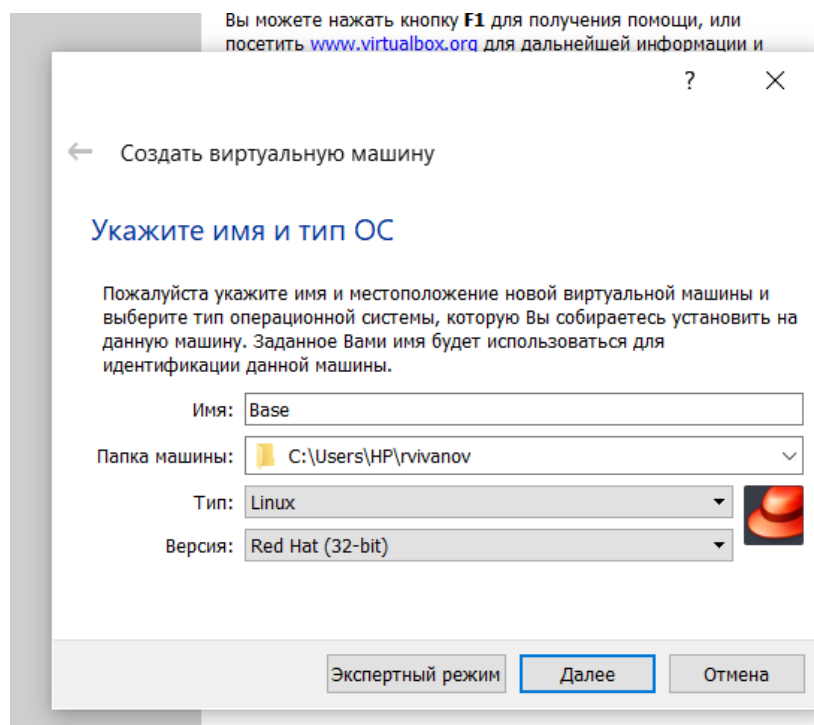 Вы можете нажать кнопку F1 для получения помощи, или
посетить www.virtualbox.org для дальнейшей информации и
?
Создать виртуальную машину
Укажите имя и тип ОС
Пожалуйста укажите имя и местоположение новой виртуальной машины и
выберите тип операционной системы, которую Вы собираетесь установить на
данную машину. Заданное Вами имя будет использоваться для
идентификации данной машины.
Имя: Base
Папка машины: C:\Users\HP\rvivanov
Тип: Linux
Версия: Red Hat (32-bit)
Экспертный режим Далее Отмена